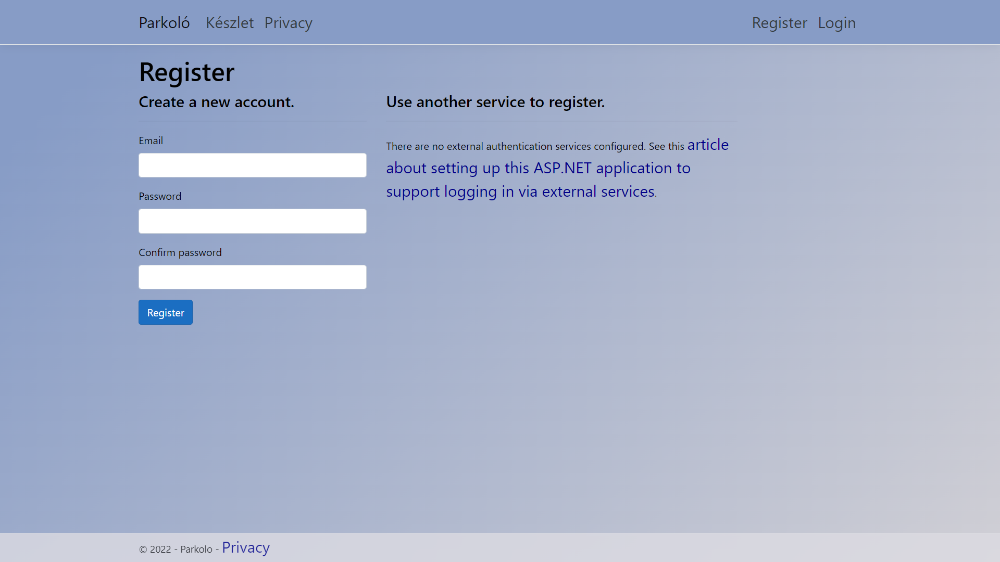 Parkoló Készlet Privacy Register Login
Register
Create a new account.
Email
Password
Confirm password
Register
Use another service to register.
There are no external authentication services configured. See this article
about setting up this ASP.NET application to
support logging in via external services.
© 2022 - Parkolo - Privacy